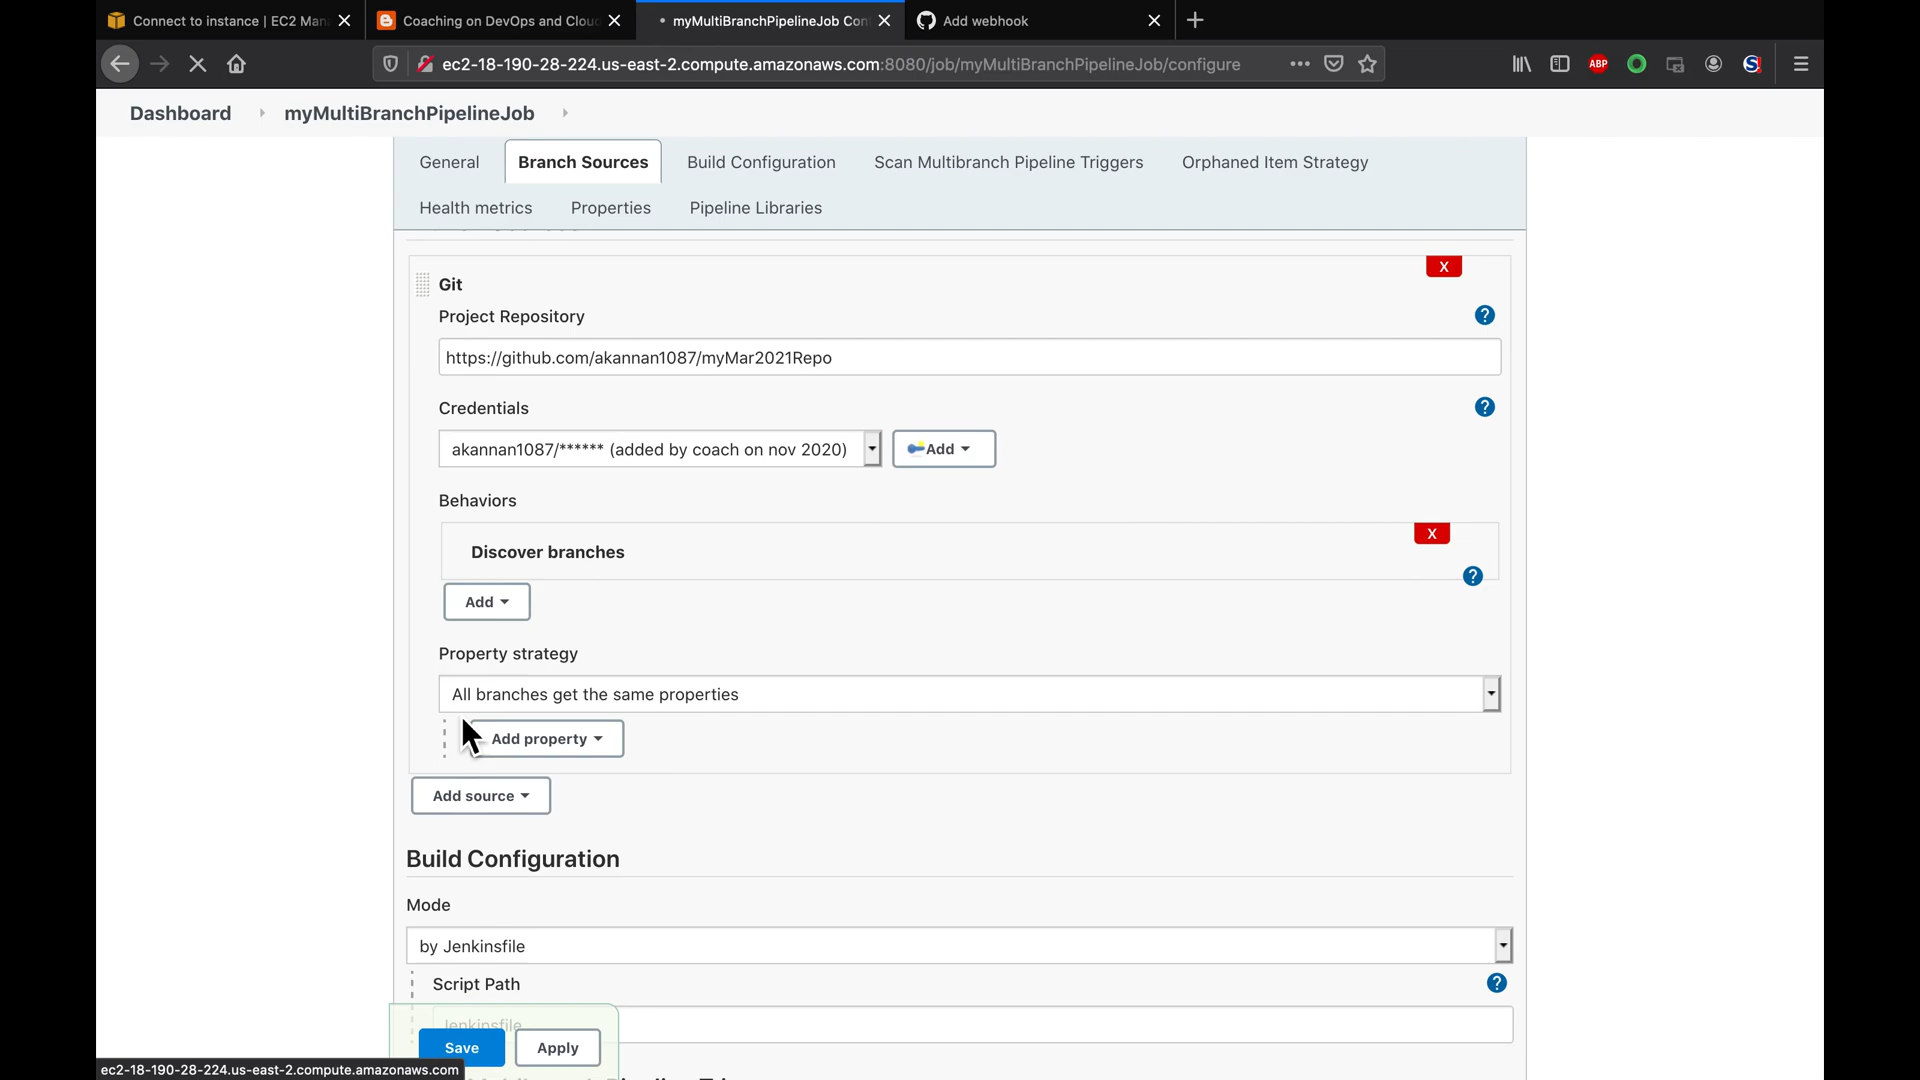 Connect to instance | EC2 Man
Coaching on DevOps and Clou
myMultiBranchPipelineJob Con
Add webhook
ec2-18-190-28-224.us-east-2.compute.amazonaws.com:8080/job/myMultiBranchPipelineJob/configure
ABP
S
Dashboard
myMultiBranchPipelineJob
General
Branch Sources
Build Configuration
Scan Multibranch Pipeline Triggers
Orphaned Item Strategy
Health metrics
Properties
Pipeline Libraries
X
Git
Project Repository
?
https://github.com/akannan1087/myMar2021Repo
Credentials
?
akannan1087/****** (added by coach on nov 2020)
Add
Behaviors
X
Discover branches
?
Add
Property strategy
All branches get the same properties
Add property
Add source
Build Configuration
Mode
by Jenkinsfile
Script Path
?
Jenkinsfile
Save
Apply
ec2-18-190-28-224.us-east-2.compute.amazonaws.com